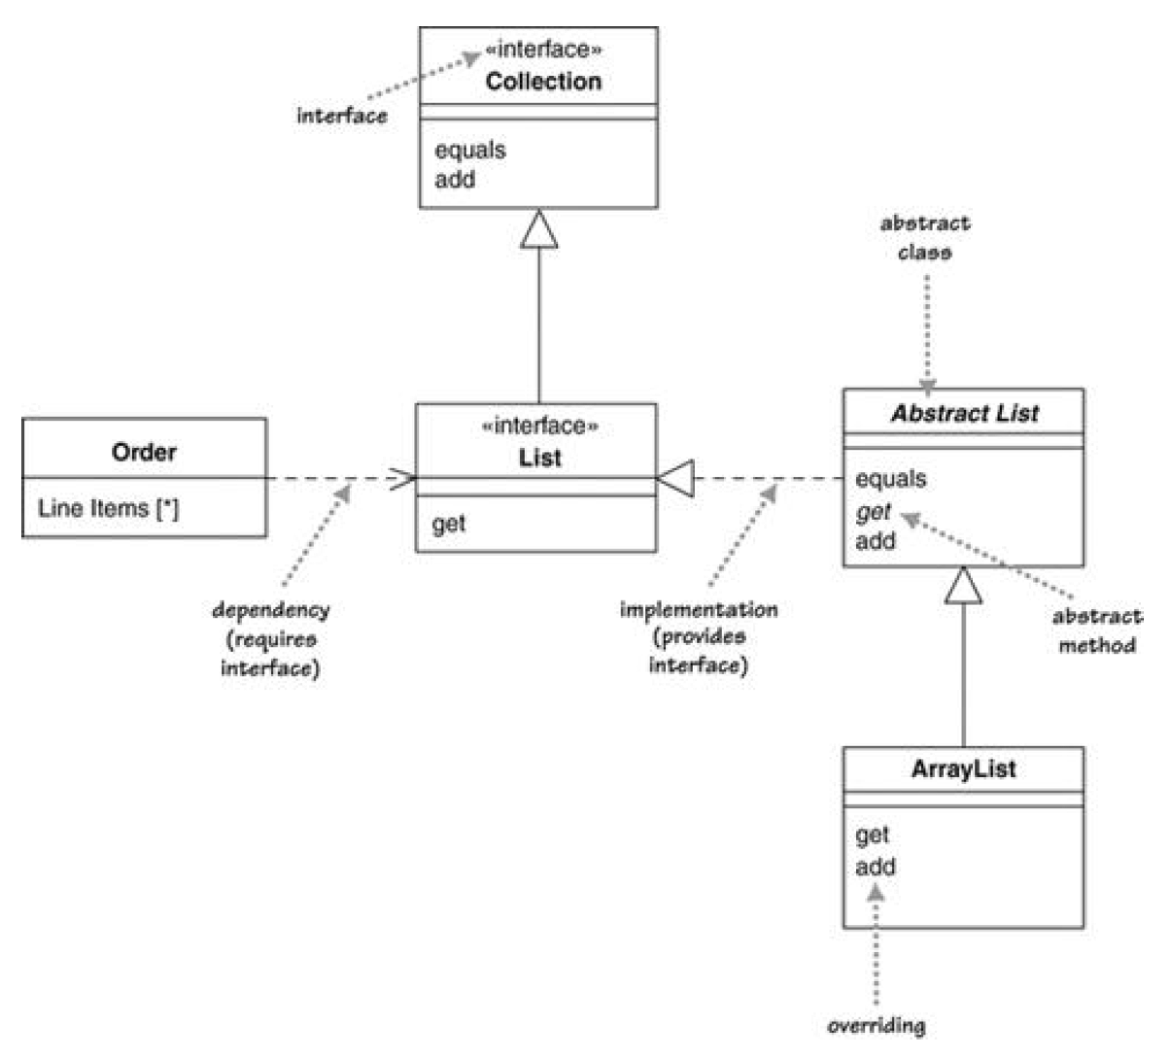 «interface»
Collection
interface
equals
add
abstract
class
Order
Line Items [*]
«interface»
List
get
Abstract List
equals
get
add
dependency
(requires
interface)
implementation
(provides
interface)
abstract
method
ArrayList
get
add
overriding